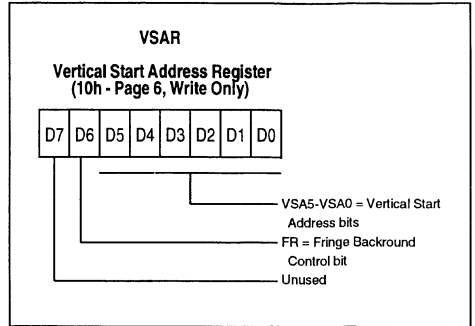 VSAR
Vertical Start Address Register
(10h - Page 6, Write Only)
D7 D6 D5 D4 D3 D2 D1 D0
VSA5-VSA0 = Vertical Start
Address bits
FR = Fringe Backround
Control bit
Unused